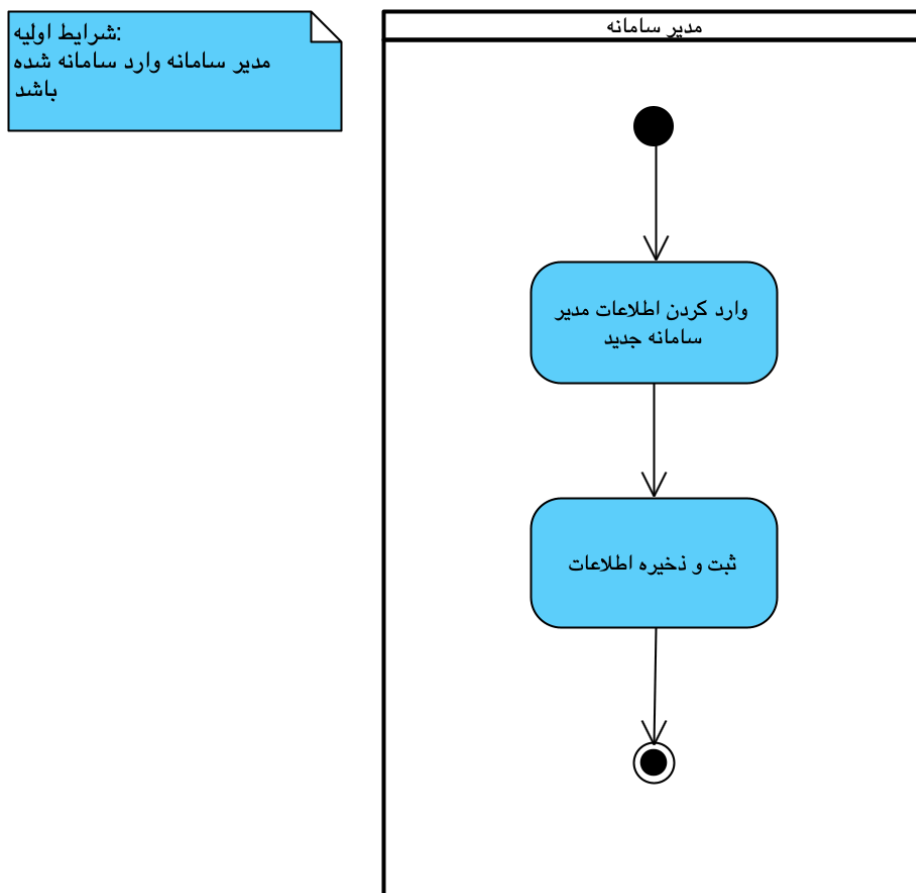 شرایط اولیه:
مدیر سامانه وارد سامانه شده
باشد
مدیر سامانه
وارد کردن اطلاعات مدیر
سامانه جدید
ثبت و ذخیره اطلاعات